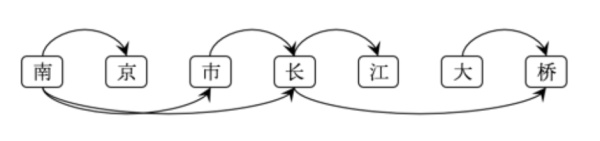 南 京 市 长 江 大 桥